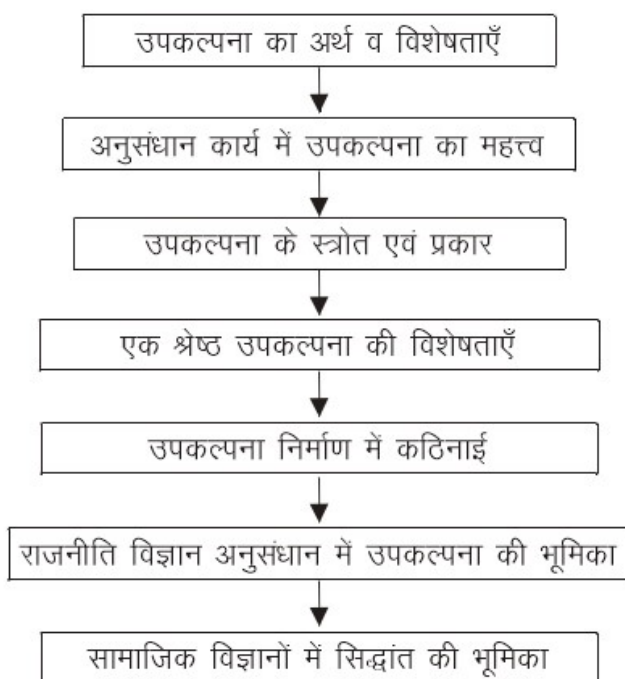 उपकल्पना का अर्थ व विशेषताएँ
अनुसंधान कार्य में उपकल्पना का महत्त्व
उपकल्पना के स्त्रोत एवं प्रकार
एक श्रेष्ठ उपकल्पना की विशेषताएँ
उपकल्पना निर्माण में कठिनाई
राजनीति विज्ञान अनुसंधान में उपकल्पना की भूमिका
सामाजिक विज्ञानों में सिद्धांत की भूमिका